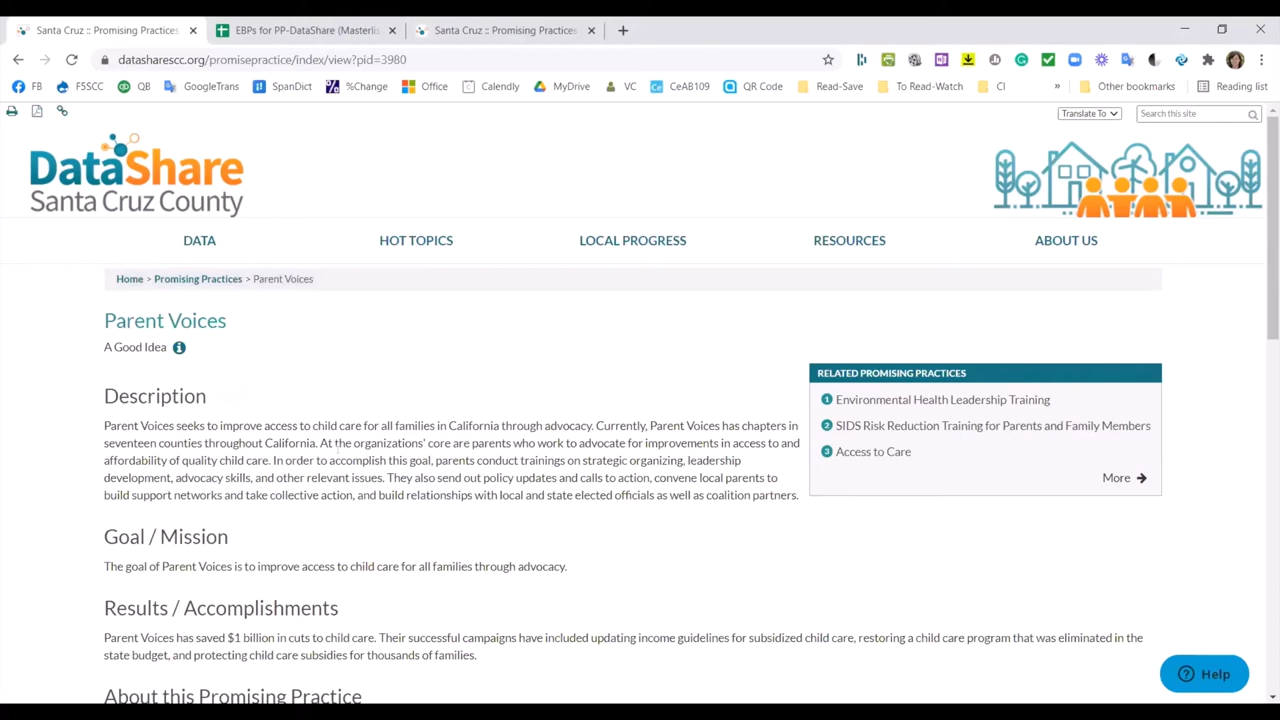 Santa Cruz :: Promising Practices
EBPs for PP-DataShare (Masterlis
Santa Cruz :: Promising Practices
datasharescc.org/promisepractice/index/view?pid=3980
FB
F5SCC
QB
GoogleTrans
SpanDict
%Change
Office
Calendly
MyDrive
VC
CeAB109
QR Code
Read-Save
To Read-Watch
CI
»
Other bookmarks
Reading list
Translate To
Search this site
DataShare
Santa Cruz County
DATA
HOT TOPICS
LOCAL PROGRESS
RESOURCES
ABOUT US
Home > Promising Practices > Parent Voices
Parent Voices
A Good Idea
Description
Parent Voices seeks to improve access to child care for all families in California through advocacy. Currently, Parent Voices has chapters in
seventeen counties throughout California. At the organizations' core are parents who work to advocate for improvements in access to and
affordability of quality child care. In order to accomplish this goal, parents conduct trainings on strategic organizing, leadership
development, advocacy skills, and other relevant issues. They also send out policy updates and calls to action, convene local parents to
build support networks and take collective action, and build relationships with local and state elected officials as well as coalition partners.
RELATED PROMISING PRACTICES
1 Environmental Health Leadership Training
2 SIDS Risk Reduction Training for Parents and Family Members
3 Access to Care
More
Goal / Mission
The goal of Parent Voices is to improve access to child care for all families through advocacy.
Results / Accomplishments
Parent Voices has saved $1 billion in cuts to child care. Their successful campaigns have included updating income guidelines for subsidized child care, restoring a child care program that was eliminated in the
state budget, and protecting child care subsidies for thousands of families.
About this Promising Practice
Help